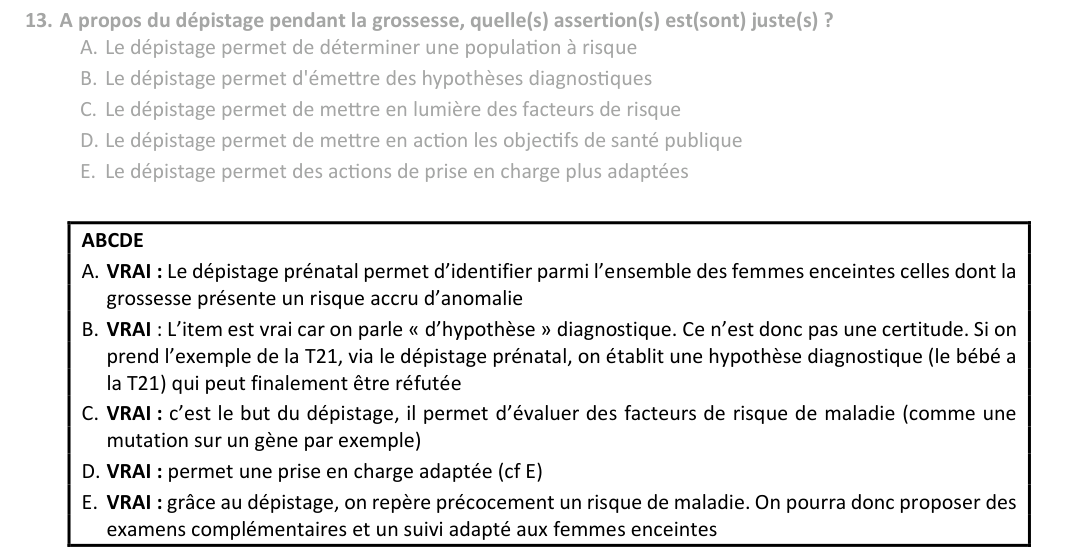 13. A propos du dépistage pendant la grossesse, quelle(s) assertion(s) est(sont) juste(s) ?
A. Le dépistage permet de déterminer une population à risque
B. Le dépistage permet d'émettre des hypothèses diagnostiques
C. Le dépistage permet de mettre en lumière des facteurs de risque
D. Le dépistage permet de mettre en action les objectifs de santé publique
E. Le dépistage permet des actions de prise en charge plus adaptées
ABCDE
A. VRAI : Le dépistage prénatal permet d’identifier parmi l’ensemble des femmes enceintes celles dont la
grossesse présente un risque accru d’anomalie
B. VRAI : L’item est vrai car on parle « d’hypothèse » diagnostique. Ce n’est donc pas une certitude. Si on
prend l’exemple de la T21, via le dépistage prénatal, on établit une hypothèse diagnostique (le bébé a
la T21) qui peut finalement être réfutée
C. VRAI : c’est le but du dépistage, il permet d’évaluer des facteurs de risque de maladie (comme une
mutation sur un gène par exemple)
D. VRAI : permet une prise en charge adaptée (cf E)
E. VRAI : grâce au dépistage, on repère précocement un risque de maladie. On pourra donc proposer des
examens complémentaires et un suivi adapté aux femmes enceintes